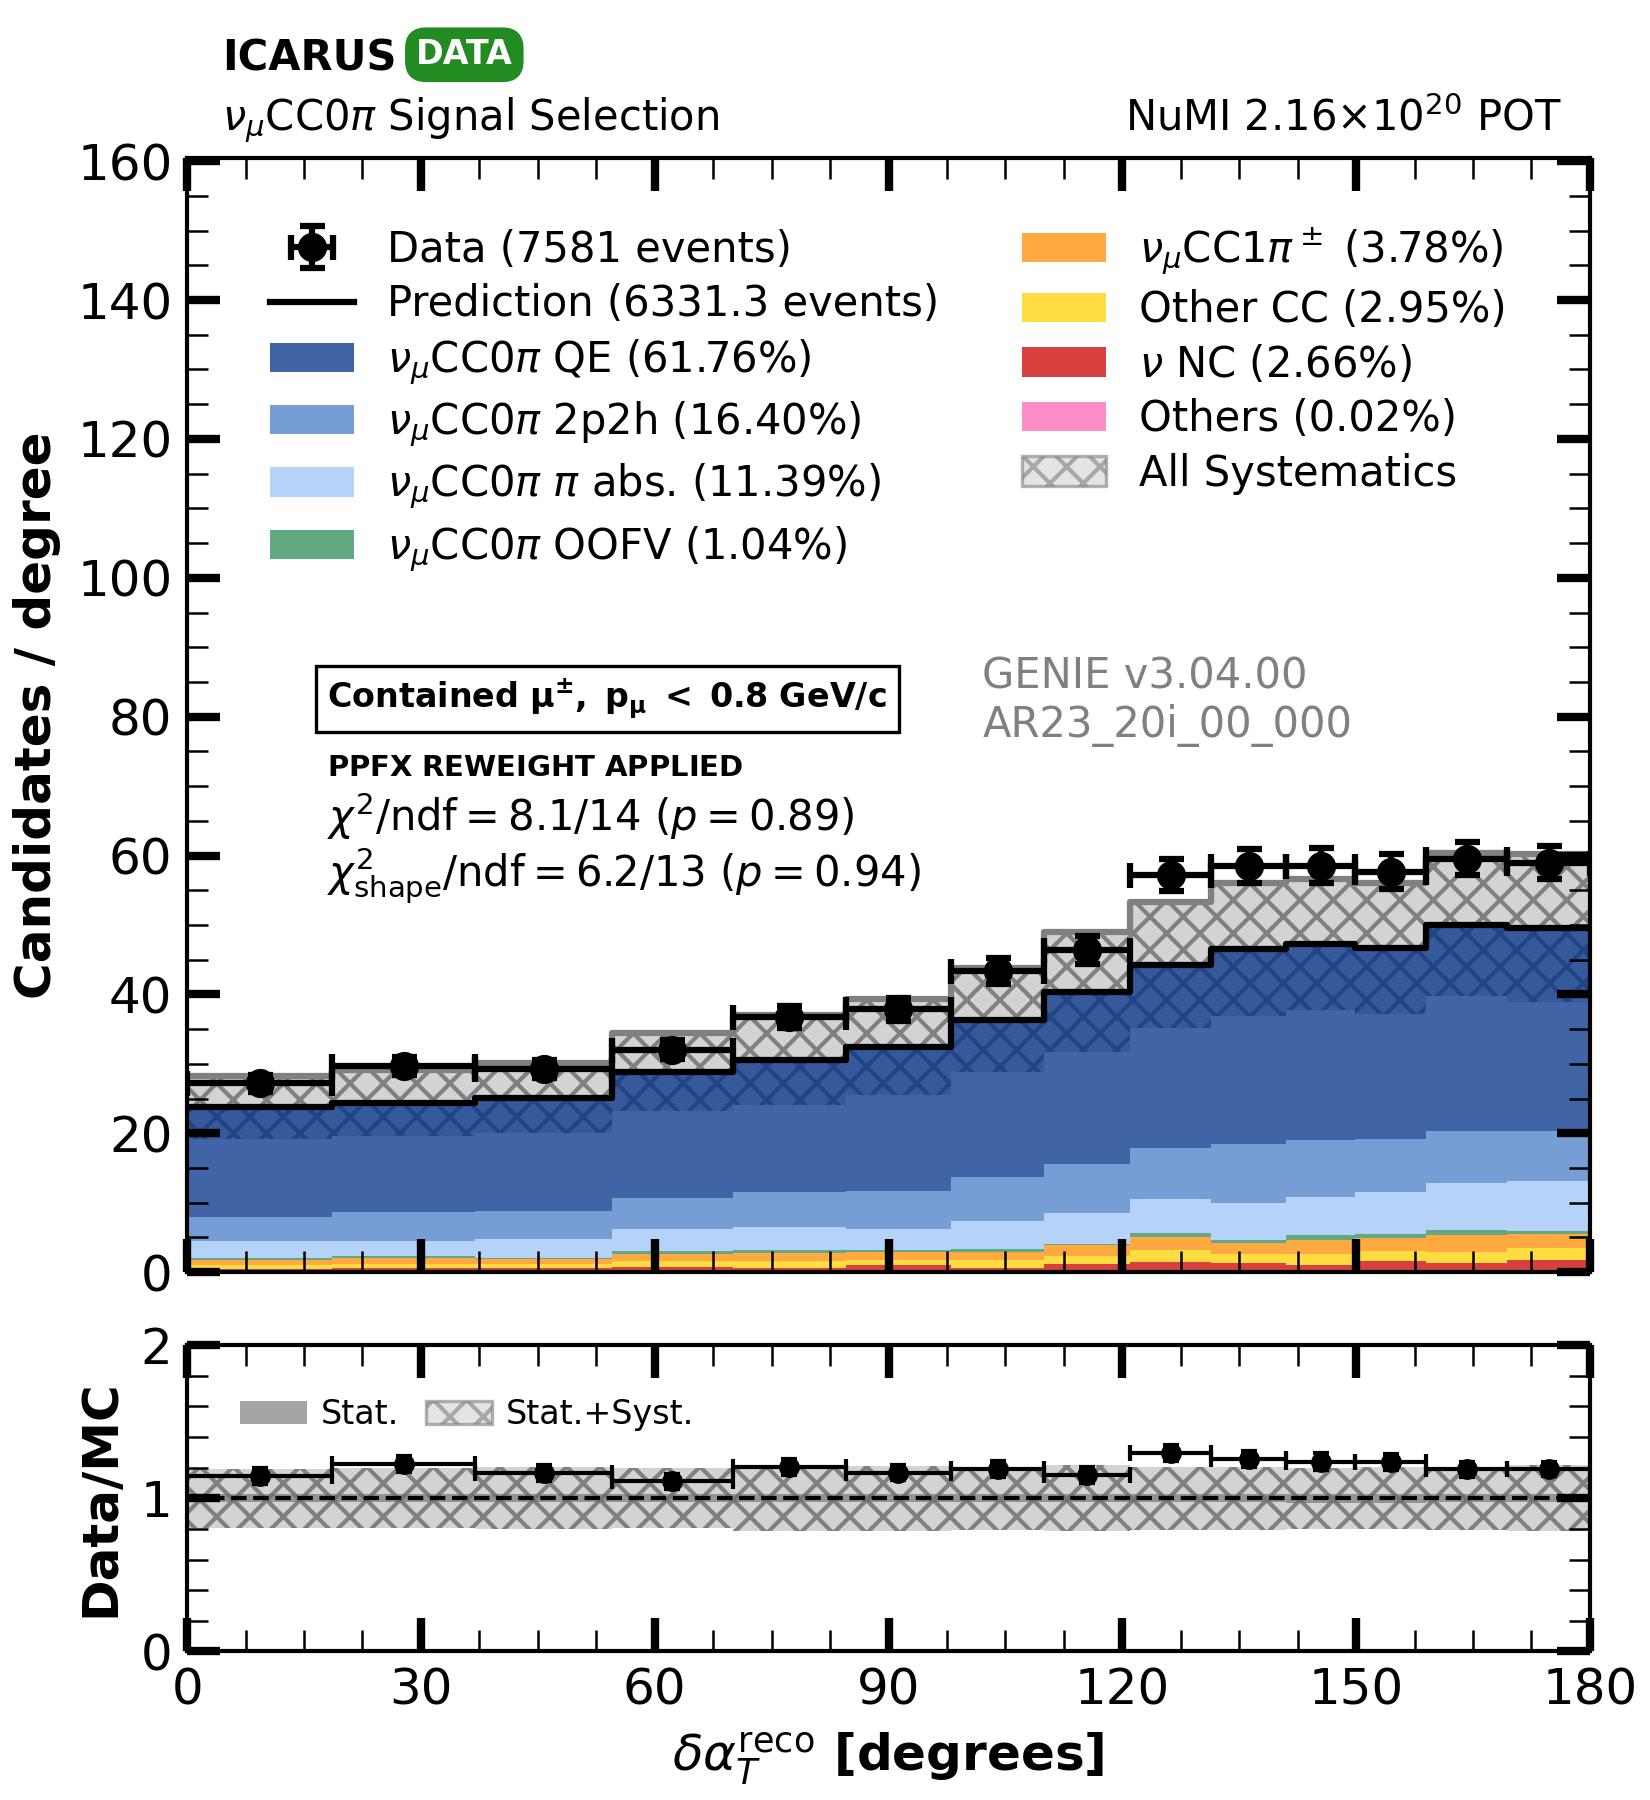 ICARUS DATA
νμCC0π Signal Selection
NuMI 2.16×10²⁰ POT
Candidates / degree
160
140
120
100
80
60
40
20
0
Data (7581 events)
Prediction (6331.3 events)
νμCC0π QE (61.76%)
νμCC0π 2p2h (16.40%)
νμCC0π π abs. (11.39%)
νμCC0π OOFV (1.04%)
νμCC1π± (3.78%)
Other CC (2.95%)
ν NC (2.66%)
Others (0.02%)
All Systematics
Contained μ±, pμ < 0.8 GeV/c
PPFX REWEIGHT APPLIED
χ²/ndf = 8.1/14 (p = 0.89)
χ²shape/ndf = 6.2/13 (p = 0.94)
GENIE v3.04.00
AR23_20i_00_000
Data/MC
2
1
0
Stat.
Stat.+Syst.
0 30 60 90 120 150 180
δα_T^reco [degrees]